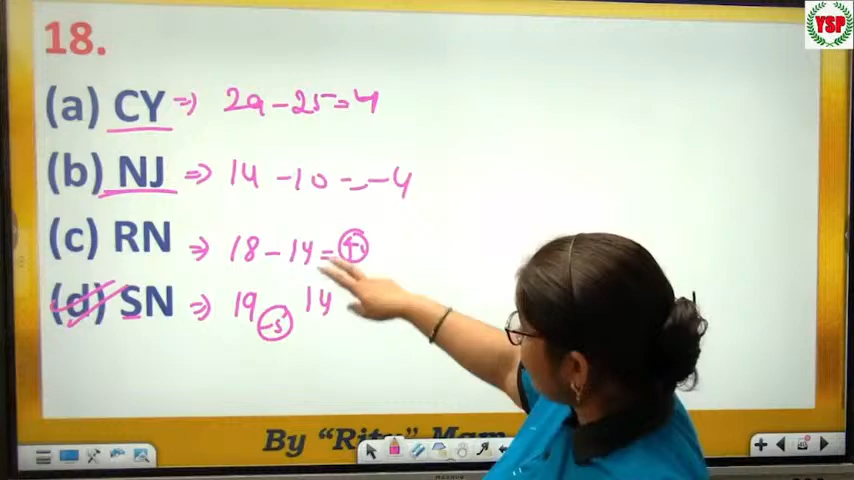 YSP
18.
(a) CY => 29 - 25 = 4
(b) NJ => 14 - 10 = -4
(c) RN => 18 - 14 =
(d) SN => 19 -5 14
By "Ritu" Mam